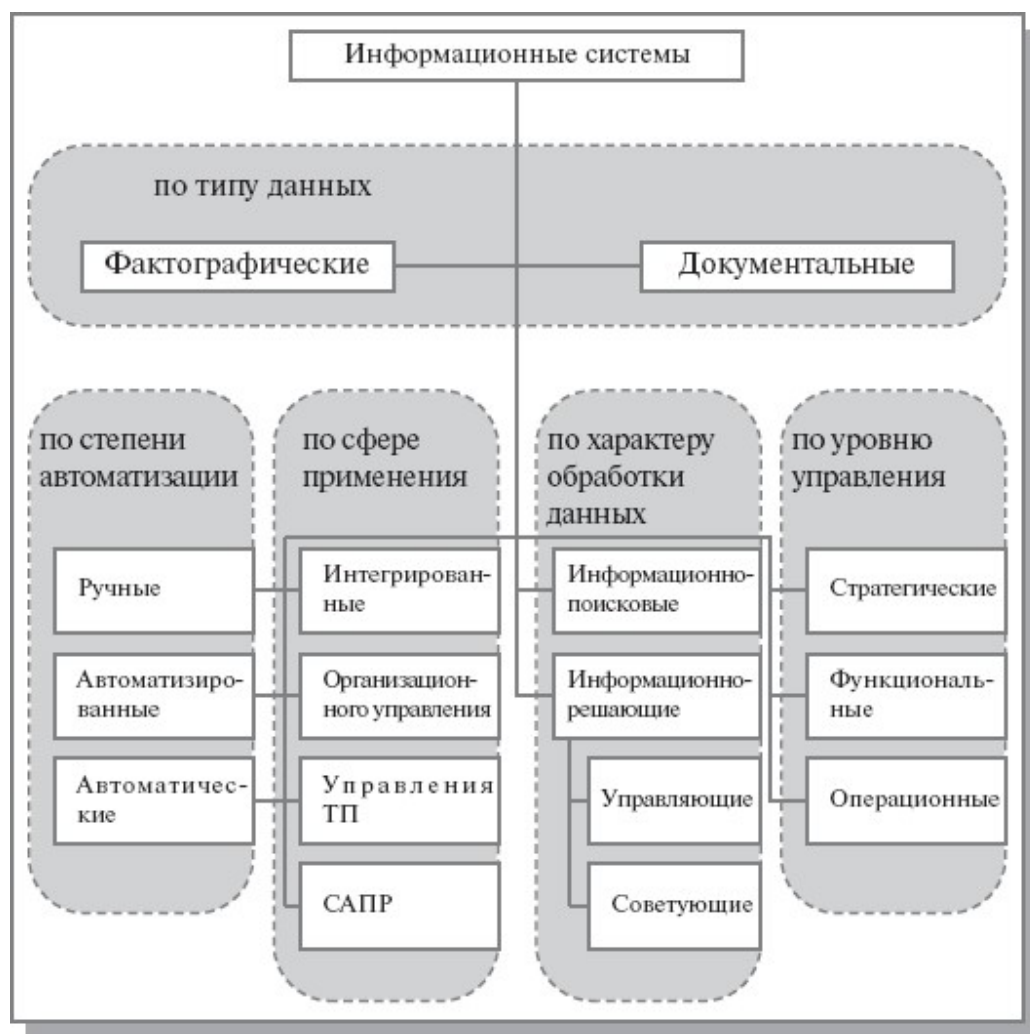 Информационные системы
по типу данных
Фактографические
Документальные
по степени
автоматизации
Ручные
Автоматизиро-
ванные
Автоматичес-
кие
по сфере
применения
Интегрирован-
ные
Организацион-
ного управления
Управления
ТП
САПР
по характеру
обработки
данных
Информационно-
поисковые
Информационно-
решающие
Управляющие
Советующие
по уровню
управления
Стратегические
Функциональ-
ные
Операционные